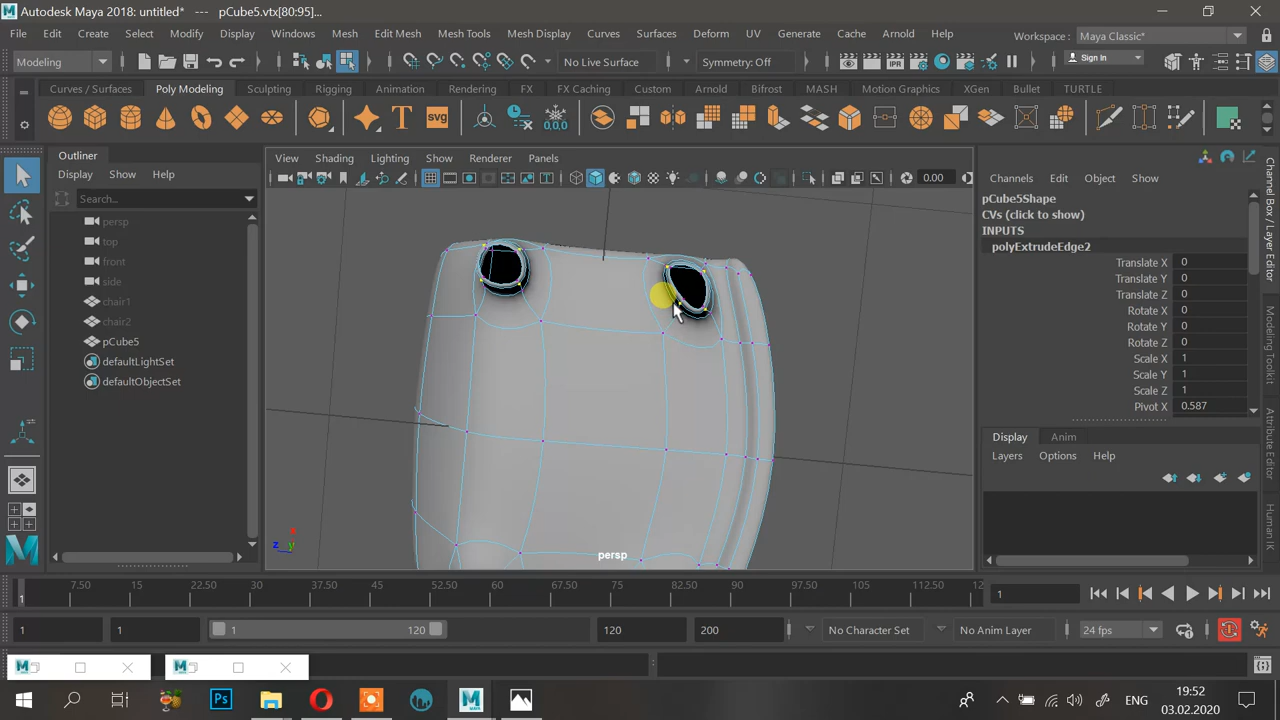 Autodesk Maya 2018: untitled*   ---   pCube5.vtx[80:95]...
File Edit Create Select Modify Display Windows Mesh Edit Mesh Mesh Tools Mesh Display Curves Surfaces Deform UV Generate Cache Arnold Help Workspace : Maya Classic*
Modeling No Live Surface Symmetry: Off Sign In
Curves / Surfaces Poly Modeling Sculpting Rigging Animation Rendering FX FX Caching Custom Arnold Bifrost MASH Motion Graphics XGen Bullet TURTLE
T SVG 0,0,0
Outliner
Display Show Help
Search...
persp
top
front
side
chair1
chair2
pCube5
defaultLightSet
defaultObjectSet
View Shading Lighting Show Renderer Panels
0.00
persp
z y
Channels Edit Object Show
pCube5Shape
CVs (click to show)
INPUTS
polyExtrudeEdge2
Translate X 0
Translate Y 0
Translate Z 0
Rotate X 0
Rotate Y 0
Rotate Z 0
Scale X 1
Scale Y 1
Scale Z 1
Pivot X 0.587
Display Anim
Layers Options Help
Channel Box / Layer Editor
Modeling Toolkit
Attribute Editor
Human IK
1 7.50 15 22.50 30 37.50 45 52.50 60 67.50 75 82.50 90 97.50 105 112.50 12
1
1 1 1 120 120 200 No Character Set No Anim Layer 24 fps
Ps ENG 19:52
03.02.2020